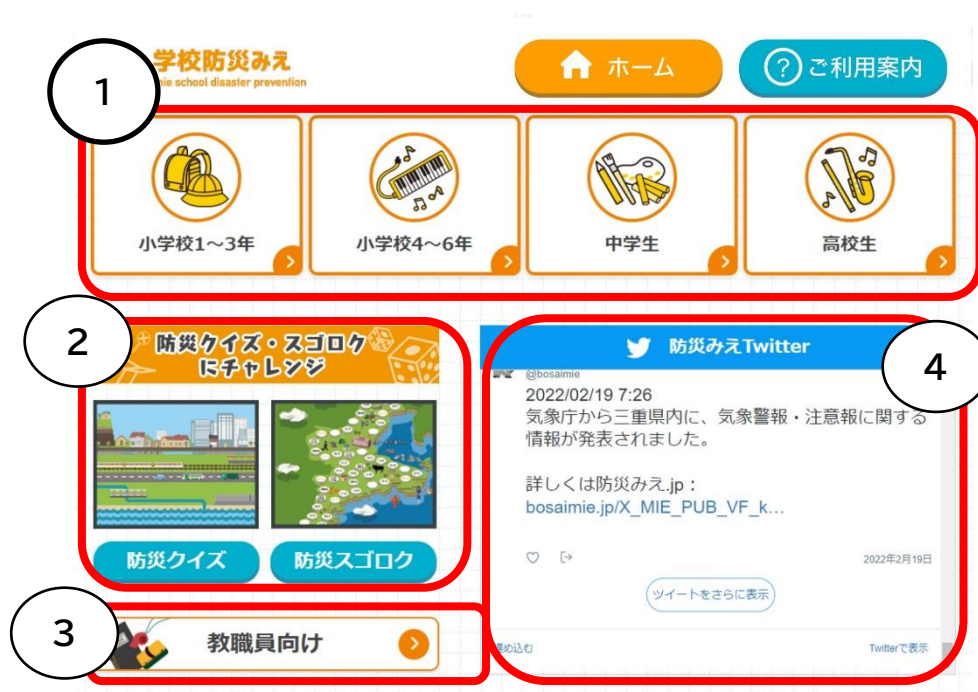 1
学校防災みえ
mie school disaster prevention
ホーム
? ご利用案内
小学校1～3年
小学校4～6年
中学生
高校生
2
防災クイズ・スゴロク
にチャレンジ
防災クイズ
防災スゴロク
3
教職員向け
4
防災みえTwitter
@bosaimie
2022/02/19 7:26
気象庁から三重県内に、気象警報・注意報に関する
情報が発表されました。
詳しくは防災みえ.jp：
bosaimie.jp/X_MIE_PUB_VF_k…
2022年2月19日
ツイートをさらに表示
め込む
Twitterで表示